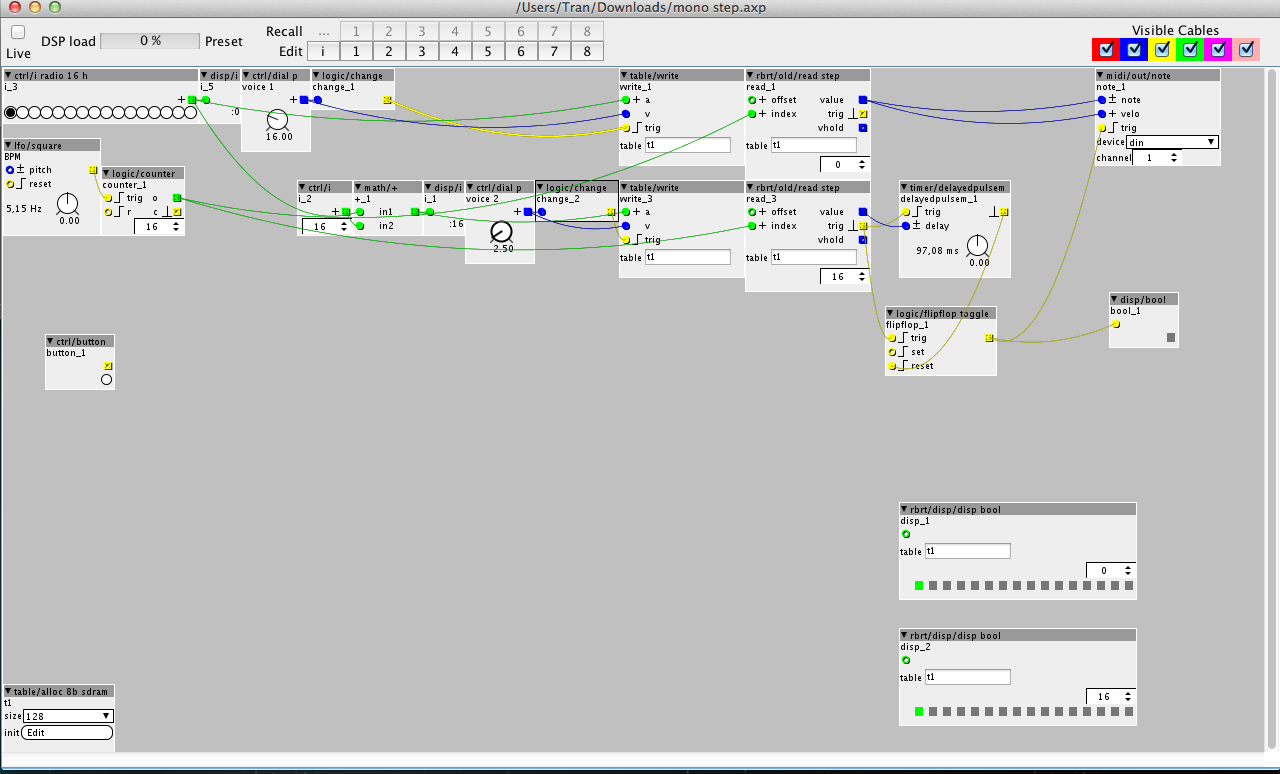 /Users/Tran/Downloads/mono step.axp
Live
DSP load 0 % Preset
Recall ... 1 2 3 4 5 6 7 8
Edit i 1 2 3 4 5 6 7 8
Visible Cables
ctrl/i radio 16 h
i_3
disp/i
i_5
:0
ctrl/dial p
voice 1
16.00
logic/change
change_1
table/write
write_1
a
v
trig
table t1
rbrt/old/read step
read_1
offset value
index trig
vhold
table t1
0
midi/out/note
note_1
note
velo
trig
device din
channel 1
lfo/square
BPM
pitch
reset
5,15 Hz
0.00
logic/counter
counter_1
trig o
r c
16
ctrl/i
i_2
16
math/+
+_1
in1
in2
disp/i
i_1
:16
ctrl/dial p
voice 2
2.50
logic/change
change_2
table/write
write_3
a
v
trig
table t1
rbrt/old/read step
read_3
offset value
index trig
vhold
table t1
16
timer/delayedpulsem
delayedpulsem_1
trig
delay
97,08 ms
0.00
logic/flipflop toggle
flipflop_1
trig
set
reset
disp/bool
bool_1
ctrl/button
button_1
rbrt/disp/disp bool
disp_1
table t1
0
rbrt/disp/disp bool
disp_2
table t1
16
table/alloc 8b sdram
t1
size 128
init Edit